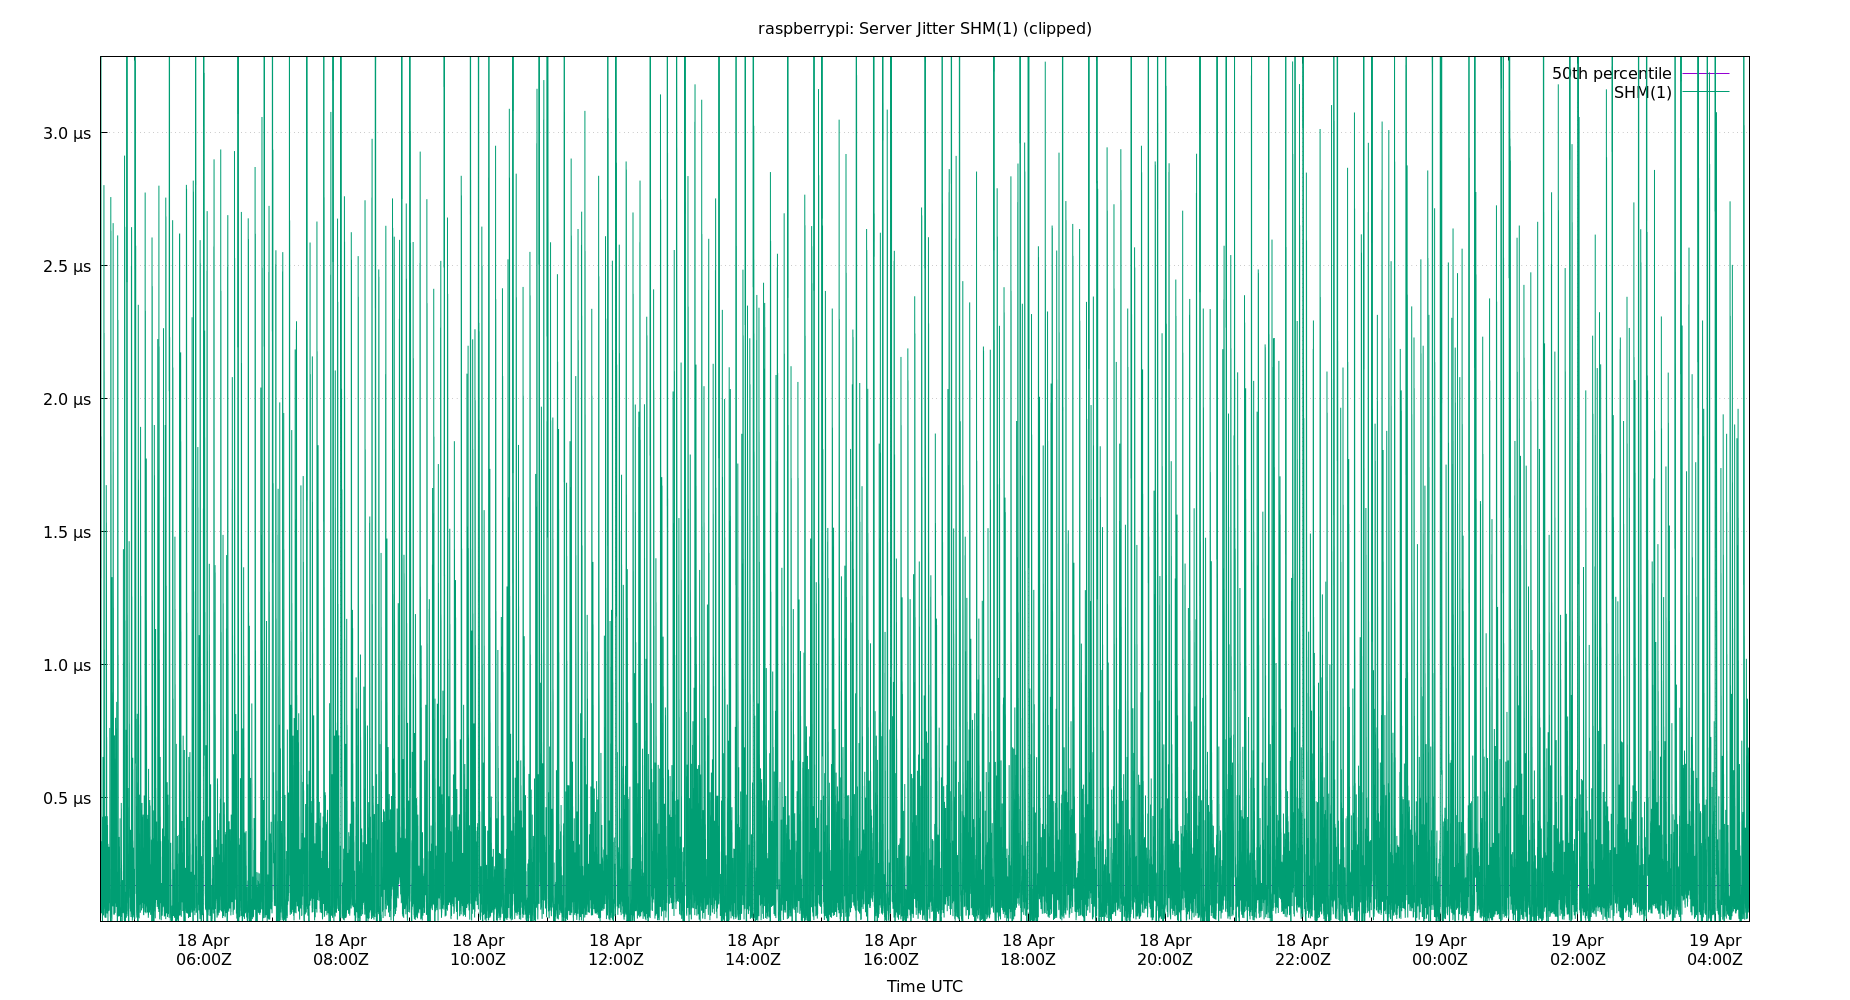 raspberrypi: Server Jitter SHM(1) (clipped)
50th percentile
SHM(1)
3.0 µs
2.5 µs
2.0 µs
1.5 µs
1.0 µs
0.5 µs
18 Apr 18 Apr 18 Apr 18 Apr 18 Apr 18 Apr 18 Apr 18 Apr 18 Apr 19 Apr 19 Apr 19 Apr
06:00Z 08:00Z 10:00Z 12:00Z 14:00Z 16:00Z 18:00Z 20:00Z 22:00Z 00:00Z 02:00Z 04:00Z
Time UTC